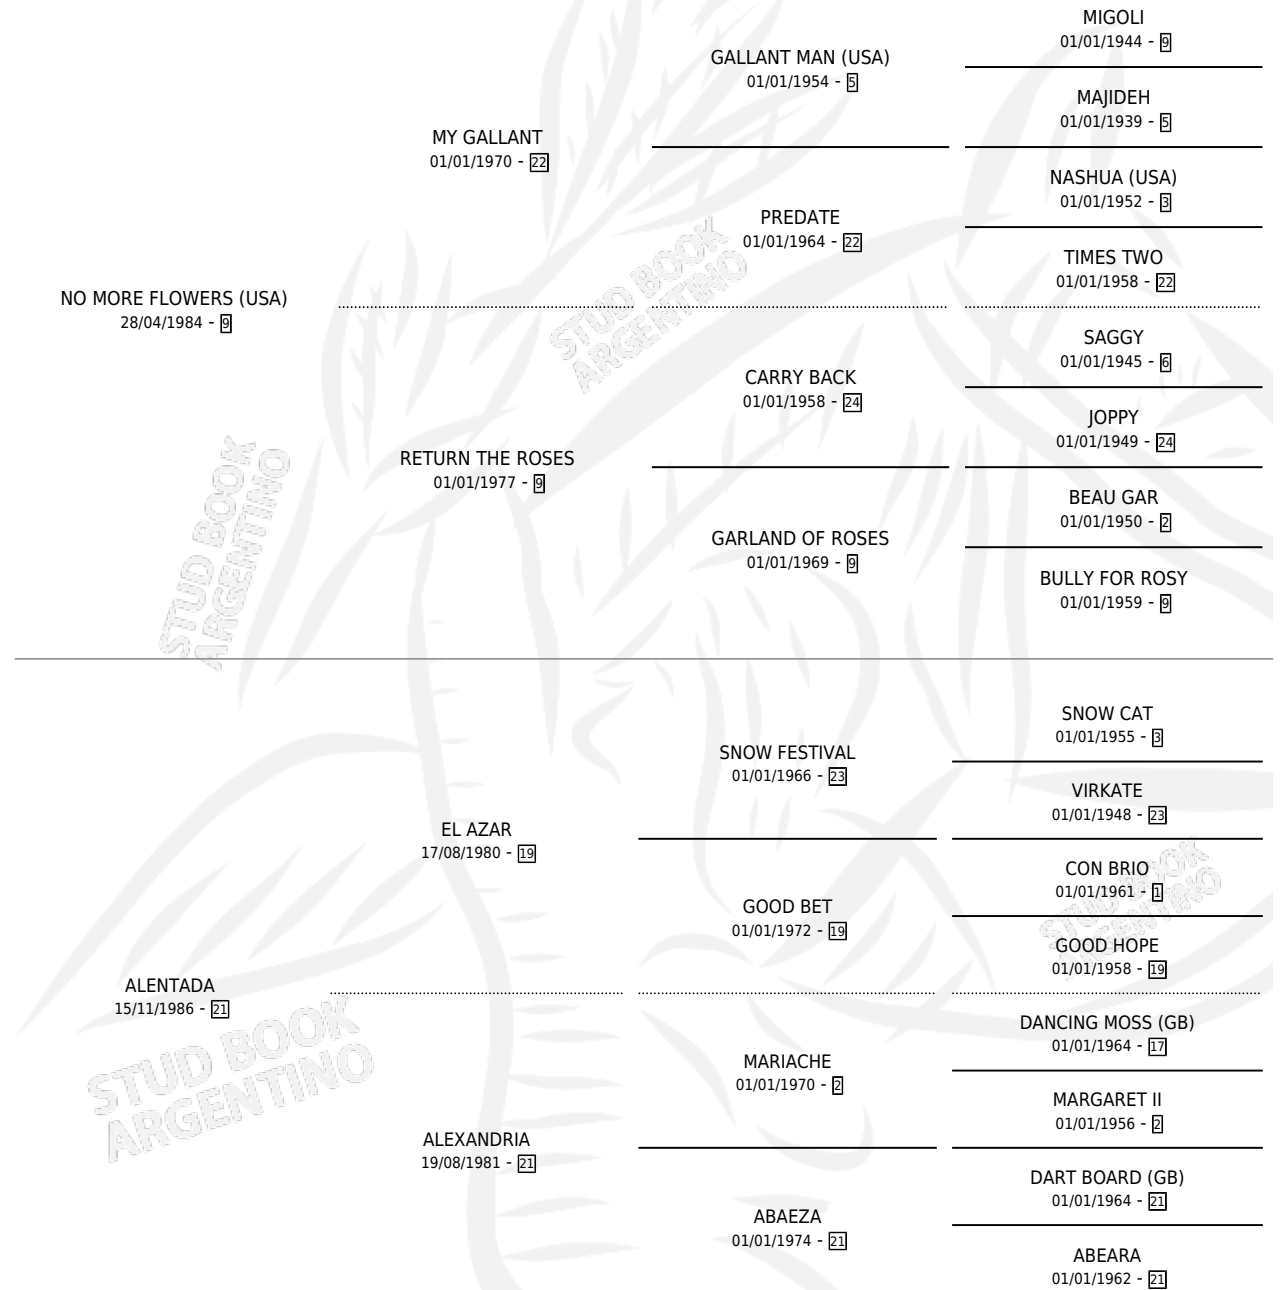 MIGOLI
01/01/1944 - 9
GALLANT MAN (USA)
01/01/1954 - 5
MAJIDEH
01/01/1939 - 5
MY GALLANT
01/01/1970 - 22
NASHUA (USA)
01/01/1952 - 3
PREDATE
01/01/1964 - 22
TIMES TWO
01/01/1958 - 22
NO MORE FLOWERS (USA)
28/04/1984 - 9
STUD BOOK
ARGENTINO
SAGGY
01/01/1945 - 6
CARRY BACK
01/01/1958 - 24
JOPPY
01/01/1949 - 24
RETURN THE ROSES
01/01/1977 - 9
BEAU GAR
01/01/1950 - 2
GARLAND OF ROSES
01/01/1969 - 9
BULLY FOR ROSY
01/01/1959 - 9
STUD BOOK
ARGENTINO
SNOW CAT
01/01/1955 - 3
SNOW FESTIVAL
01/01/1966 - 23
VIRKATE
01/01/1948 - 23
EL AZAR
17/08/1980 - 19
CON BRIO
01/01/1961 - 1
GOOD BET
01/01/1972 - 19
STUD BOOK
ARGENTINO
GOOD HOPE
01/01/1958 - 19
ALENTADA
15/11/1986 - 21
DANCING MOSS (GB)
01/01/1964 - 17
MARIACHE
01/01/1970 - 2
STUD BOOK
ARGENTINO
MARGARET II
01/01/1956 - 2
ALEXANDRIA
19/08/1981 - 21
DART BOARD (GB)
01/01/1964 - 21
ABAEZA
01/01/1974 - 21
ABEARA
01/01/1962 - 21